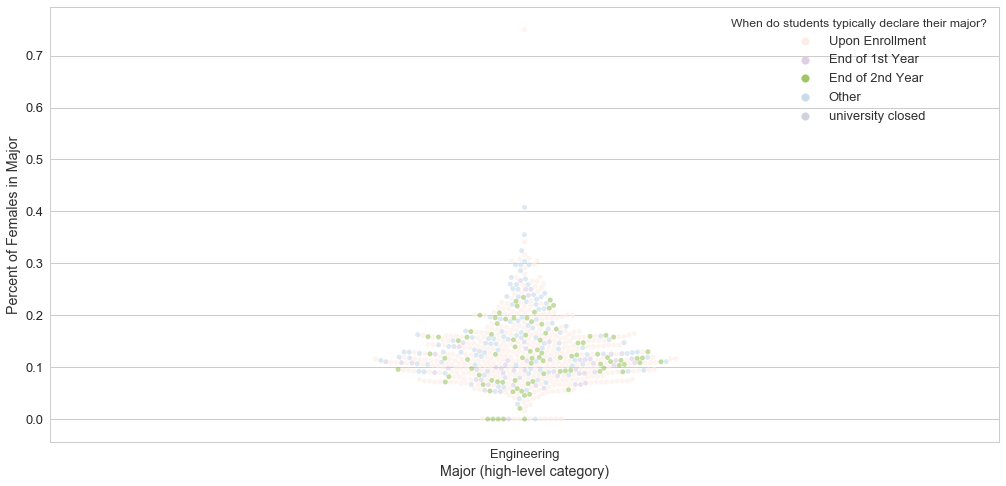 When do students typically declare their major?
Upon Enrollment
End of 1st Year
End of 2nd Year
Other
university closed
Percent of Females in Major
0.7
0.6
0.5
0.4
0.3
0.2
0.1
0.0
Engineering
Major (high-level category)